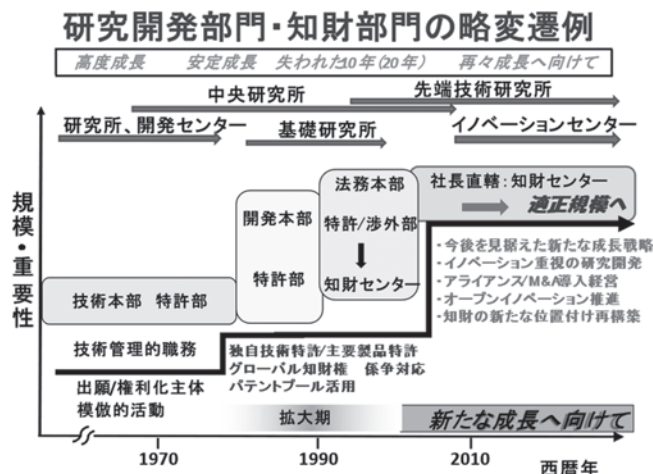 研究開発部門・知財部門の略変遷例
高度成長 安定成長 失われた10年(20年) 再々成長へ向けて
中央研究所 先端技術研究所
研究所、開発センター 基礎研究所 イノベーションセンター
規模・重要性
法務本部 社長直轄:知財センター
適正規模へ
開発本部 特許/渉外部
特許部 知財センター
技術本部 特許部
・今後を見据えた新たな成長戦略
・イノベーション重視の研究開発
・アライアンス/M&A導入経営
・オープンイノベーション推進
・知財の新たな位置付け再構築
技術管理的職務
出願/権利化主体
模倣的活動
独自技術特許/主要製品特許
グローバル知財権 係争対応
パテントプール活用
拡大期 新たな成長へ向けて
1970 1990 2010 西暦年